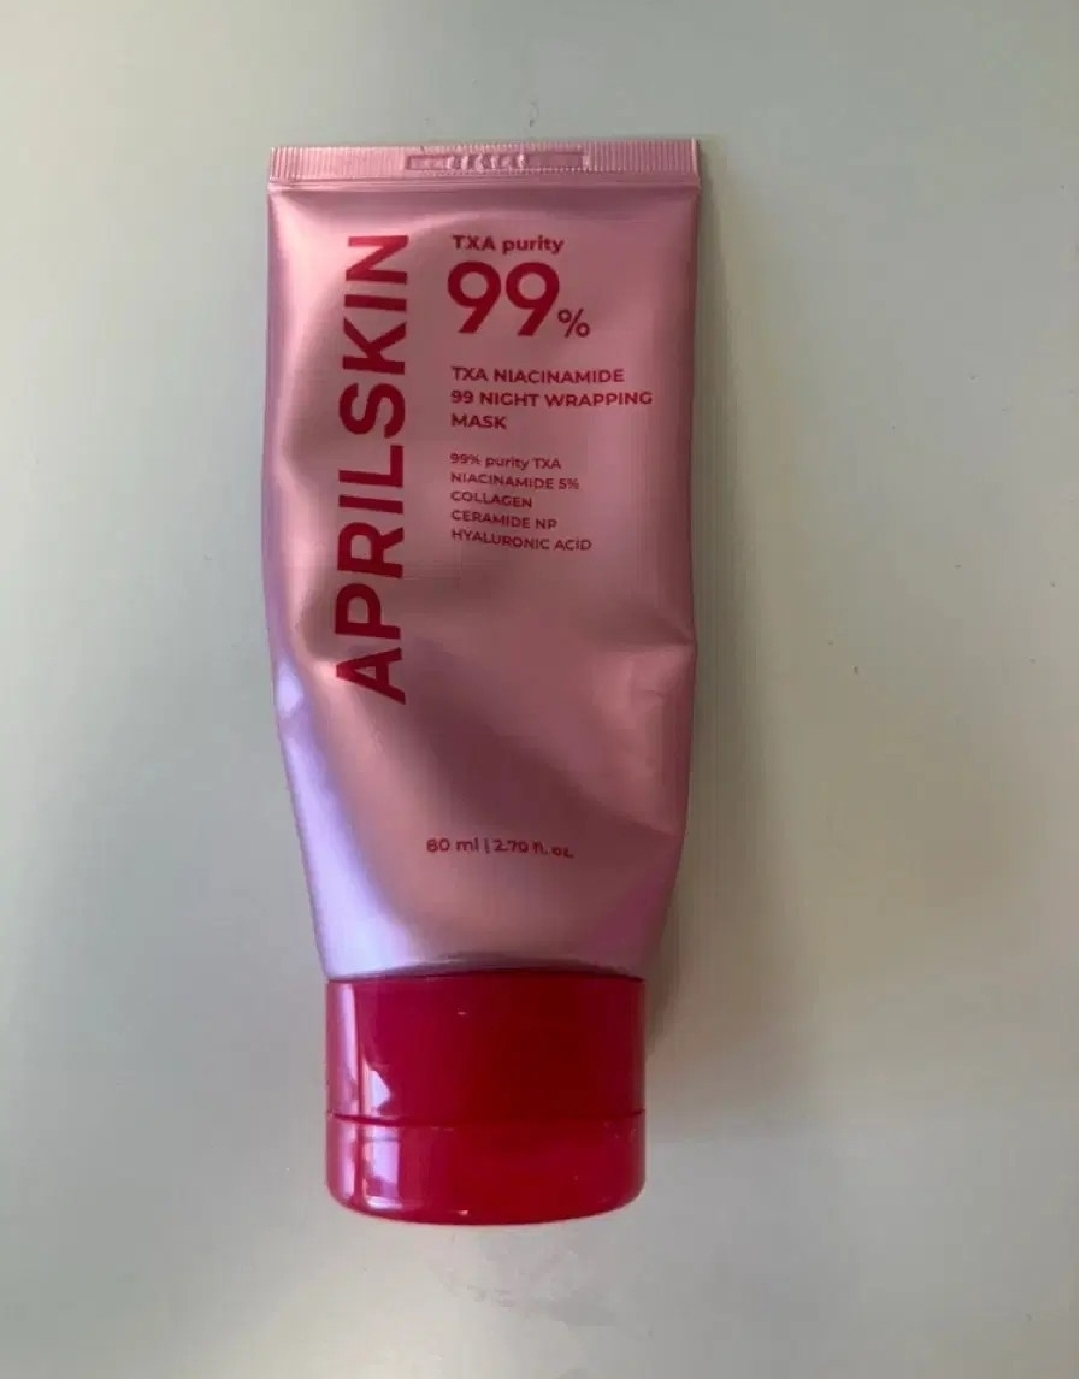 APRILSKIN
TXA purity
99%
TXA NIACINAMIDE
99 NIGHT WRAPPING
MASK
99% purity TXA
NIACINAMIDE 5%
COLLAGEN
CERAMIDE NP
HYALURONIC ACID
80 ml | 2.70 fl. oz.